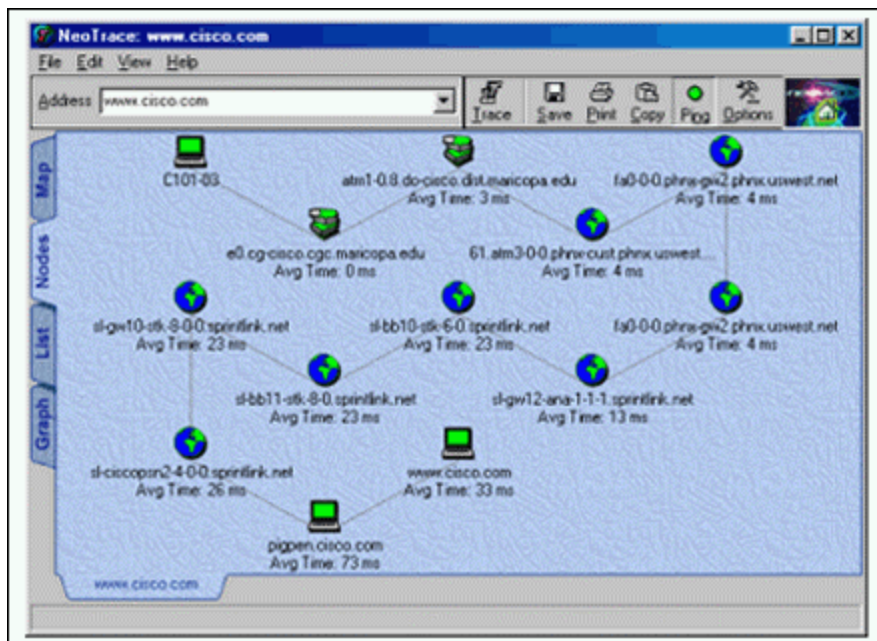 NeoTrace: www.cisco.com
File Edit View Help
Address www.cisco.com
Trace Save Print Copy Ping Options
Map
Nodes
List
Graph
C101-03
atm1-0.8.do-cisco.dist.maricopa.edu
Avg Time: 3 ms
fa0-0-0.phnx-gw2.phnx.uswest.net
Avg Time: 4 ms
e0.cg-cisco.cgc.maricopa.edu
Avg Time: 0 ms
61.atm3-0-0.phnx-cust.phnx.uswest....
Avg Time: 4 ms
sl-gw10-stk-8-0-0.sprintlink.net
Avg Time: 23 ms
sl-bb10-stk-6-0.sprintlink.net
Avg Time: 23 ms
fa0-0-0.phnx-gw2.phnx.uswest.net
Avg Time: 4 ms
sl-bb11-stk-8-0.sprintlink.net
Avg Time: 23 ms
sl-gw12-ana-1-1-1.sprintlink.net
Avg Time: 13 ms
sl-ciscopsn2-4-0-0.sprintlink.net
Avg Time: 26 ms
www.cisco.com
Avg Time: 33 ms
pigpen.cisco.com
Avg Time: 73 ms
www.cisco.com